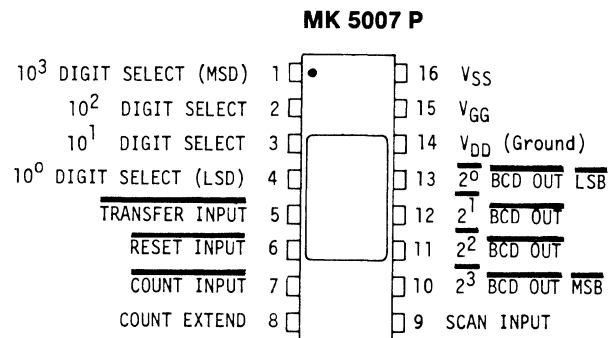 MK 5007 P
10³ DIGIT SELECT (MSD) 1
10² DIGIT SELECT 2
10¹ DIGIT SELECT 3
10⁰ DIGIT SELECT (LSD) 4
TRANSFER INPUT 5
RESET INPUT 6
COUNT INPUT 7
COUNT EXTEND 8
16 VSS
15 VGG
14 VDD (Ground)
13 2⁰ BCD OUT LSB
12 2¹ BCD OUT
11 2² BCD OUT
10 2³ BCD OUT MSB
9 SCAN INPUT